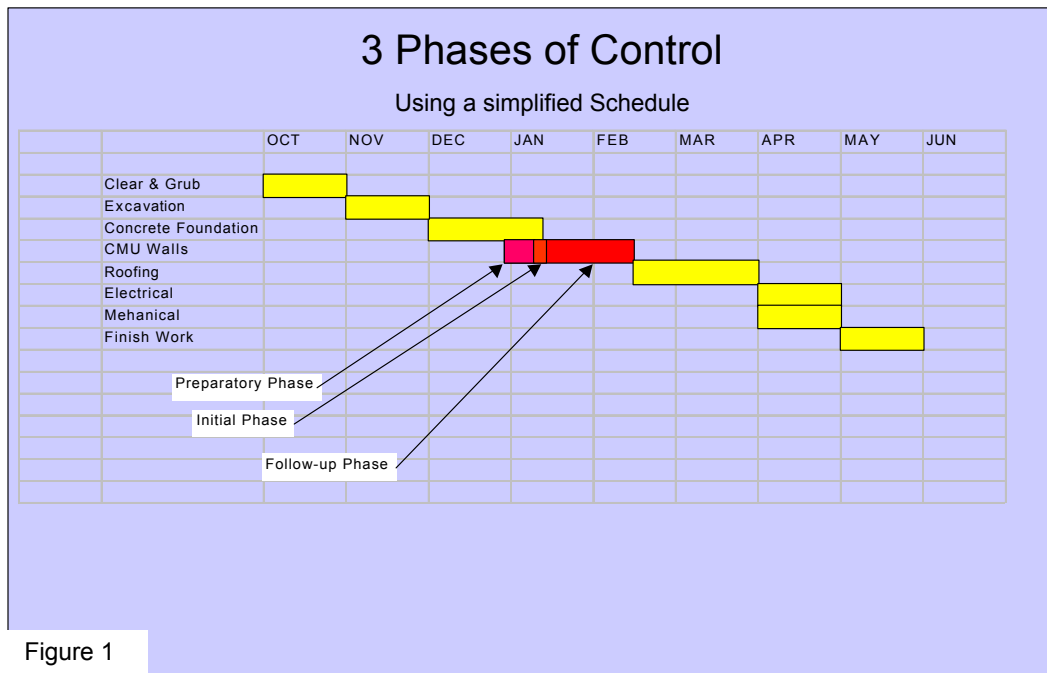 3 Phases of Control
Using a simplified Schedule
OCT NOV DEC JAN FEB MAR APR MAY JUN
Clear & Grub
Excavation
Concrete Foundation
CMU Walls
Roofing
Electrical
Mehanical
Finish Work
Preparatory Phase
Initial Phase
Follow-up Phase
Figure 1